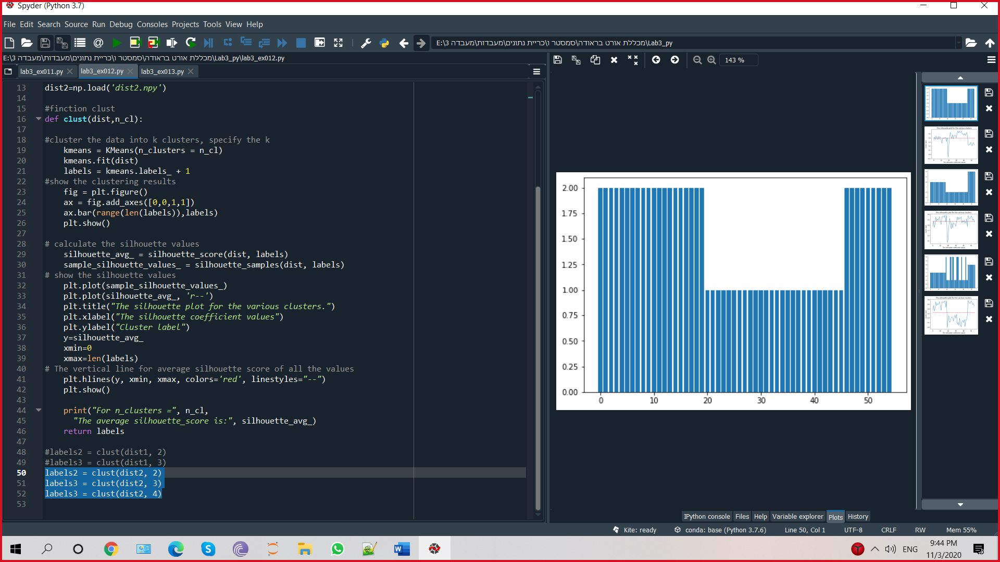 Spyder (Python 3.7)
File Edit Search Source Run Debug Consoles Projects Tools View Help
E:\3 מכללת אורט בראודה\סמסטר ו\כריית נתונים\מעבדות\מעבדה\Lab3_py
E:\3 מכללת אורט בראודה\סמסטר ו\כריית נתונים\מעבדות\מעבדה\Lab3_py\lab3_ex012.py
143 %
lab3_ex011.py lab3_ex012.py lab3_ex013.py
13 dist2=np.load('dist2.npy')
14
15 #finction clust
16 def clust(dist,n_cl):
17
18 #cluster the data into k clusters, specify the k
19 kmeans = KMeans(n_clusters = n_cl)
20 kmeans.fit(dist)
21 labels = kmeans.labels_ + 1
22 #show the clustering results
23 fig = plt.figure()
24 ax = fig.add_axes([0,0,1,1])
25 ax.bar(range(len(labels)),labels)
26 plt.show()
27
28 # calculate the silhouette values
29 silhouette_avg_ = silhouette_score(dist, labels)
30 sample_silhouette_values_ = silhouette_samples(dist, labels)
31 # show the silhouette values
32 plt.plot(sample_silhouette_values_)
33 plt.plot(silhouette_avg_, 'r--')
34 plt.title("The silhouette plot for the various clusters.")
35 plt.xlabel("The silhouette coefficient values")
36 plt.ylabel("Cluster label")
37 y=silhouette_avg_
38 xmin=0
39 xmax=len(labels)
40 # The vertical line for average silhouette score of all the values
41 plt.hlines(y, xmin, xmax, colors='red', linestyles="--")
42 plt.show()
43
44 print("For n_clusters =", n_cl,
45 "The average silhouette_score is:", silhouette_avg_)
46 return labels
47
48 #labels2 = clust(dist1, 2)
49 #labels3 = clust(dist1, 3)
50 labels2 = clust(dist2, 2)
51 labels3 = clust(dist2, 3)
52 labels3 = clust(dist2, 4)
53
2.00
1.75
1.50
1.25
1.00
0.75
0.50
0.25
0.00
0 10 20 30 40 50
IPython console Files Help Variable explorer Plots History
Kite: ready conda: base (Python 3.7.6) Line 50, Col 1 UTF-8 CRLF RW Mem 55%
ENG
9:44 PM
11/3/2020